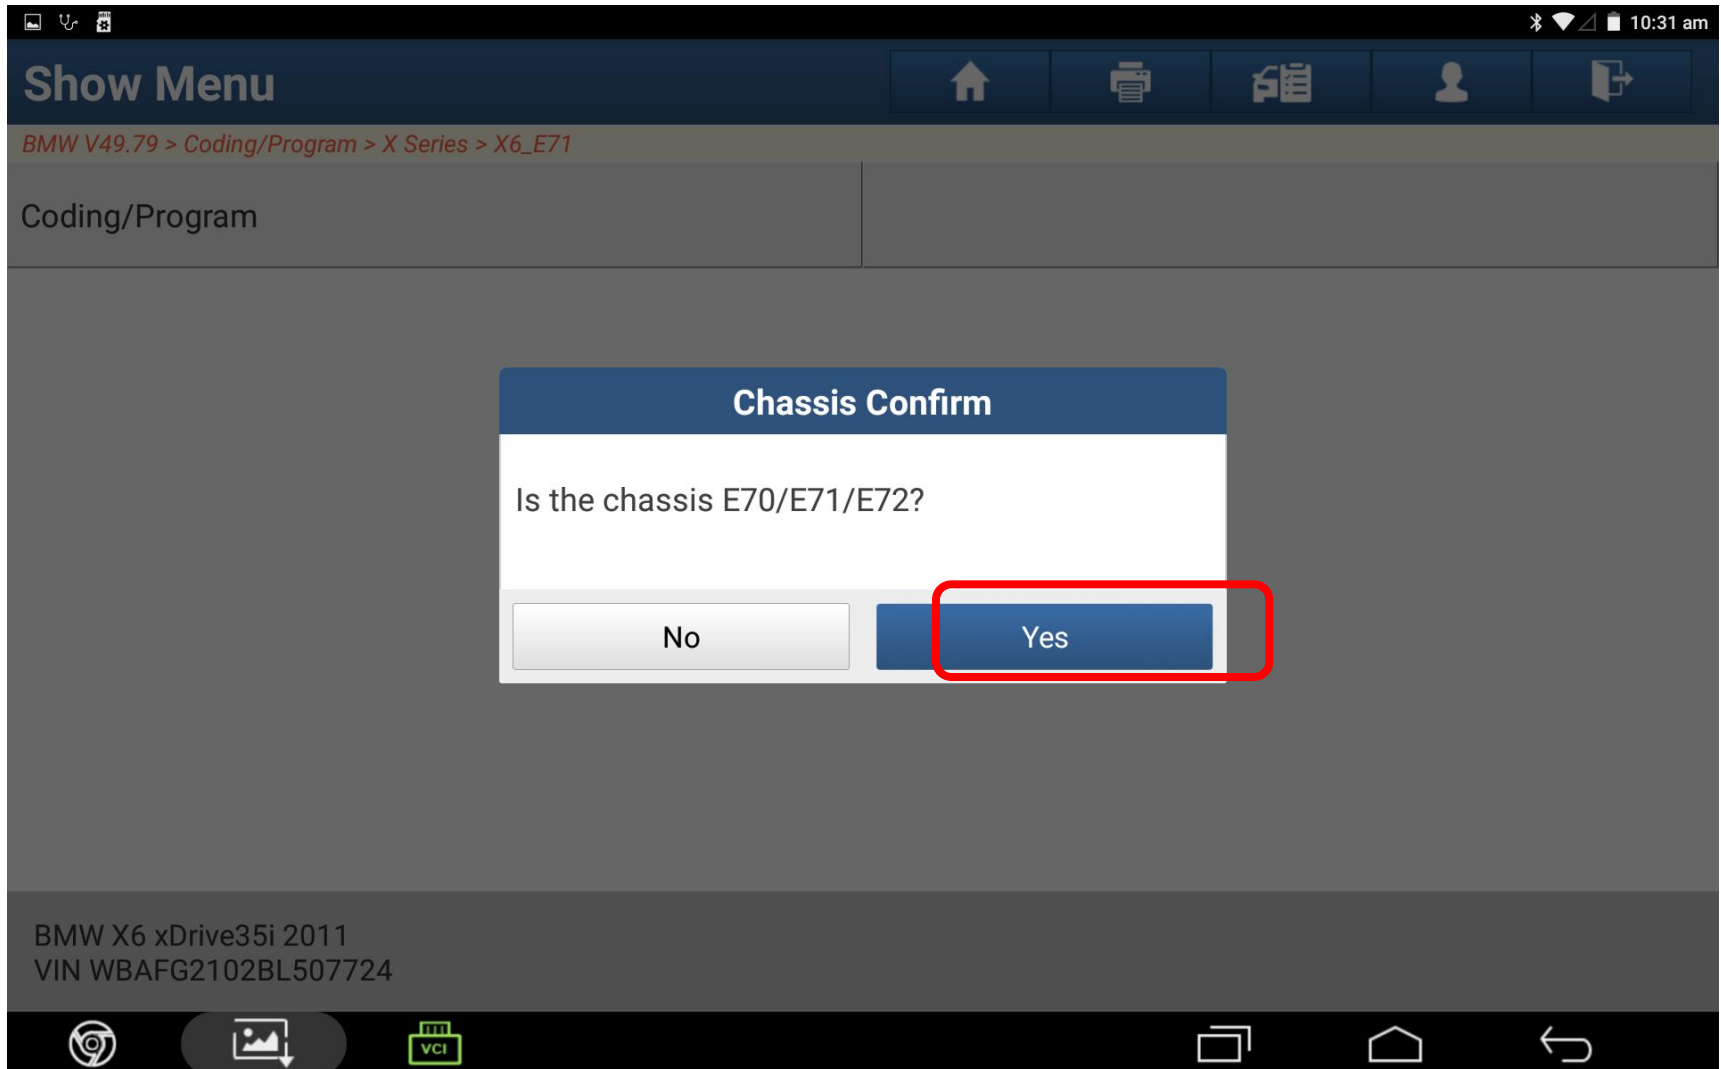 10:31 am
Show Menu
BMW V49.79 > Coding/Program > X Series > X6_E71
Coding/Program
Chassis Confirm
Is the chassis E70/E71/E72?
No
Yes
BMW X6 xDrive35i 2011
VIN WBAFG2102BL507724
VCI